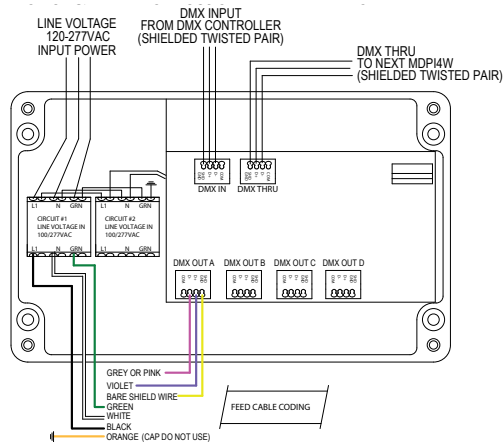 DMX INPUT
FROM DMX CONTROLLER
(SHIELDED TWISTED PAIR)
LINE VOLTAGE
120-277VAC
INPUT POWER
DMX THRU
TO NEXT MDPI4W
(SHIELDED TWISTED PAIR)
DMX IN
DMX THRU
L1 N GRN
L1 N GRN
CIRCUIT #1
LINE VOLTAGE IN
100/277VAC
CIRCUIT #2
LINE VOLTAGE IN
100/277VAC
L1 N GRN
L1 N GRN
DMX OUT A
DMX OUT B
DMX OUT C
DMX OUT D
GREY OR PINK
VIOLET
BARE SHIELD WIRE
GREEN
WHITE
BLACK
ORANGE (CAP DO NOT USE)
FEED CABLE CODING